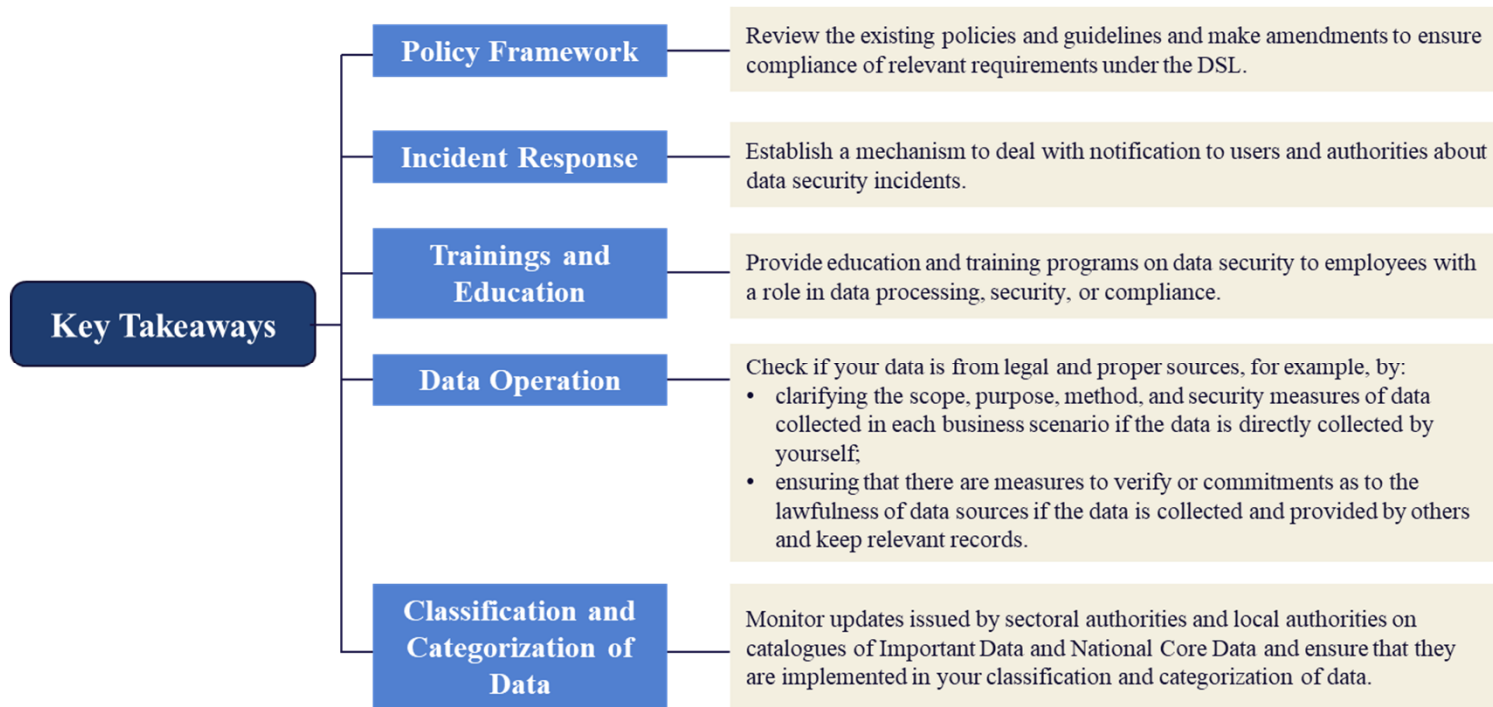 Key Takeaways
Policy Framework
Review the existing policies and guidelines and make amendments to ensure
compliance of relevant requirements under the DSL.
Incident Response
Establish a mechanism to deal with notification to users and authorities about
data security incidents.
Trainings and
Education
Provide education and training programs on data security to employees with
a role in data processing, security, or compliance.
Data Operation
Check if your data is from legal and proper sources, for example, by:
• clarifying the scope, purpose, method, and security measures of data
collected in each business scenario if the data is directly collected by
yourself;
• ensuring that there are measures to verify or commitments as to the
lawfulness of data sources if the data is collected and provided by others
and keep relevant records.
Classification and
Categorization of
Data
Monitor updates issued by sectoral authorities and local authorities on
catalogues of Important Data and National Core Data and ensure that they
are implemented in your classification and categorization of data.